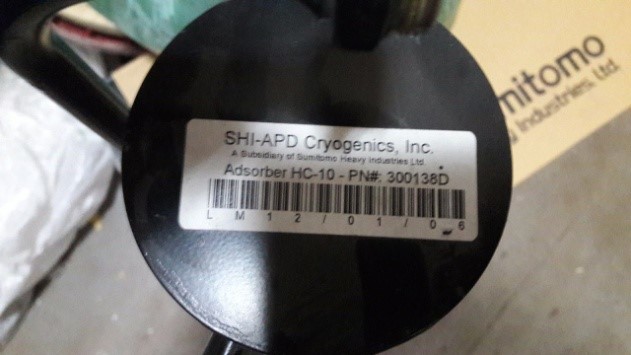 SHI-APD Cryogenics, Inc.
A Subsidiary of Sumitomo Heavy Industries Ltd.
Adsorber HC-10 - PN#: 300138D
L M 1 2 / 0 1 / 0 6
mitomo
Industries, Ltd.